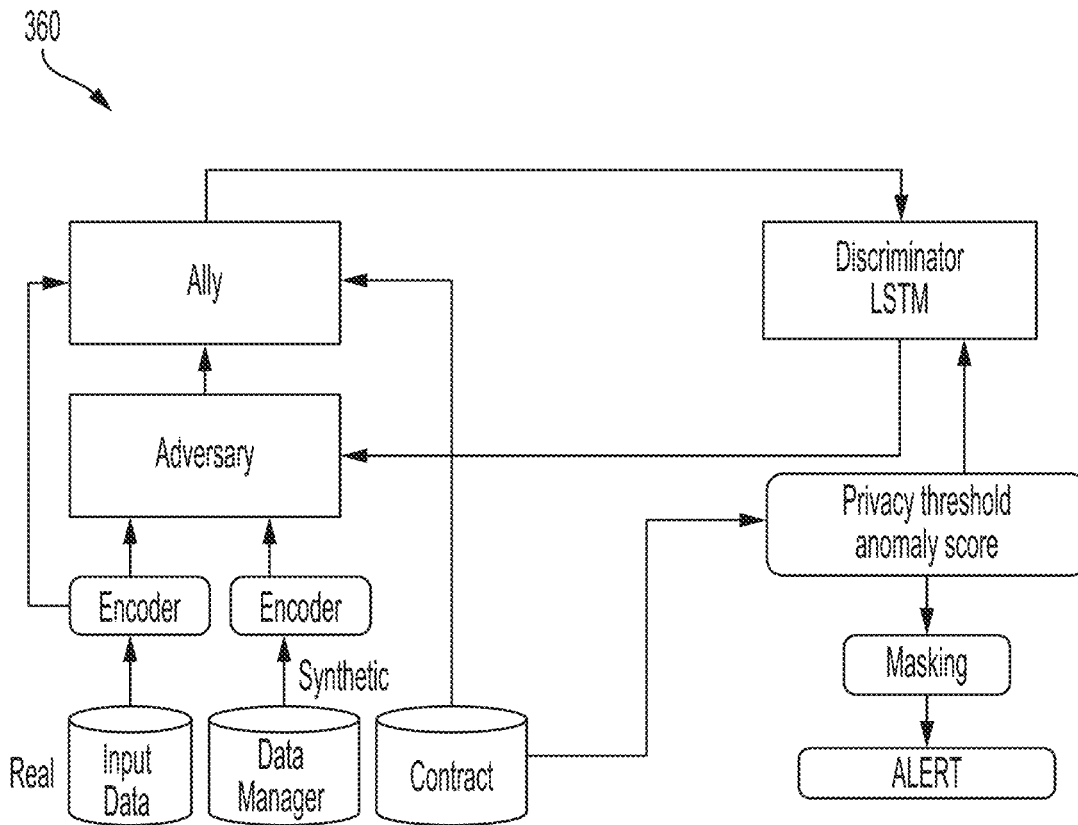 360
Ally
Discriminator
LSTM
Adversary
Privacy threshold
anomaly score
Encoder
Encoder
Masking
Synthetic
Real
Input
Data
Data
Manager
Contract
ALERT